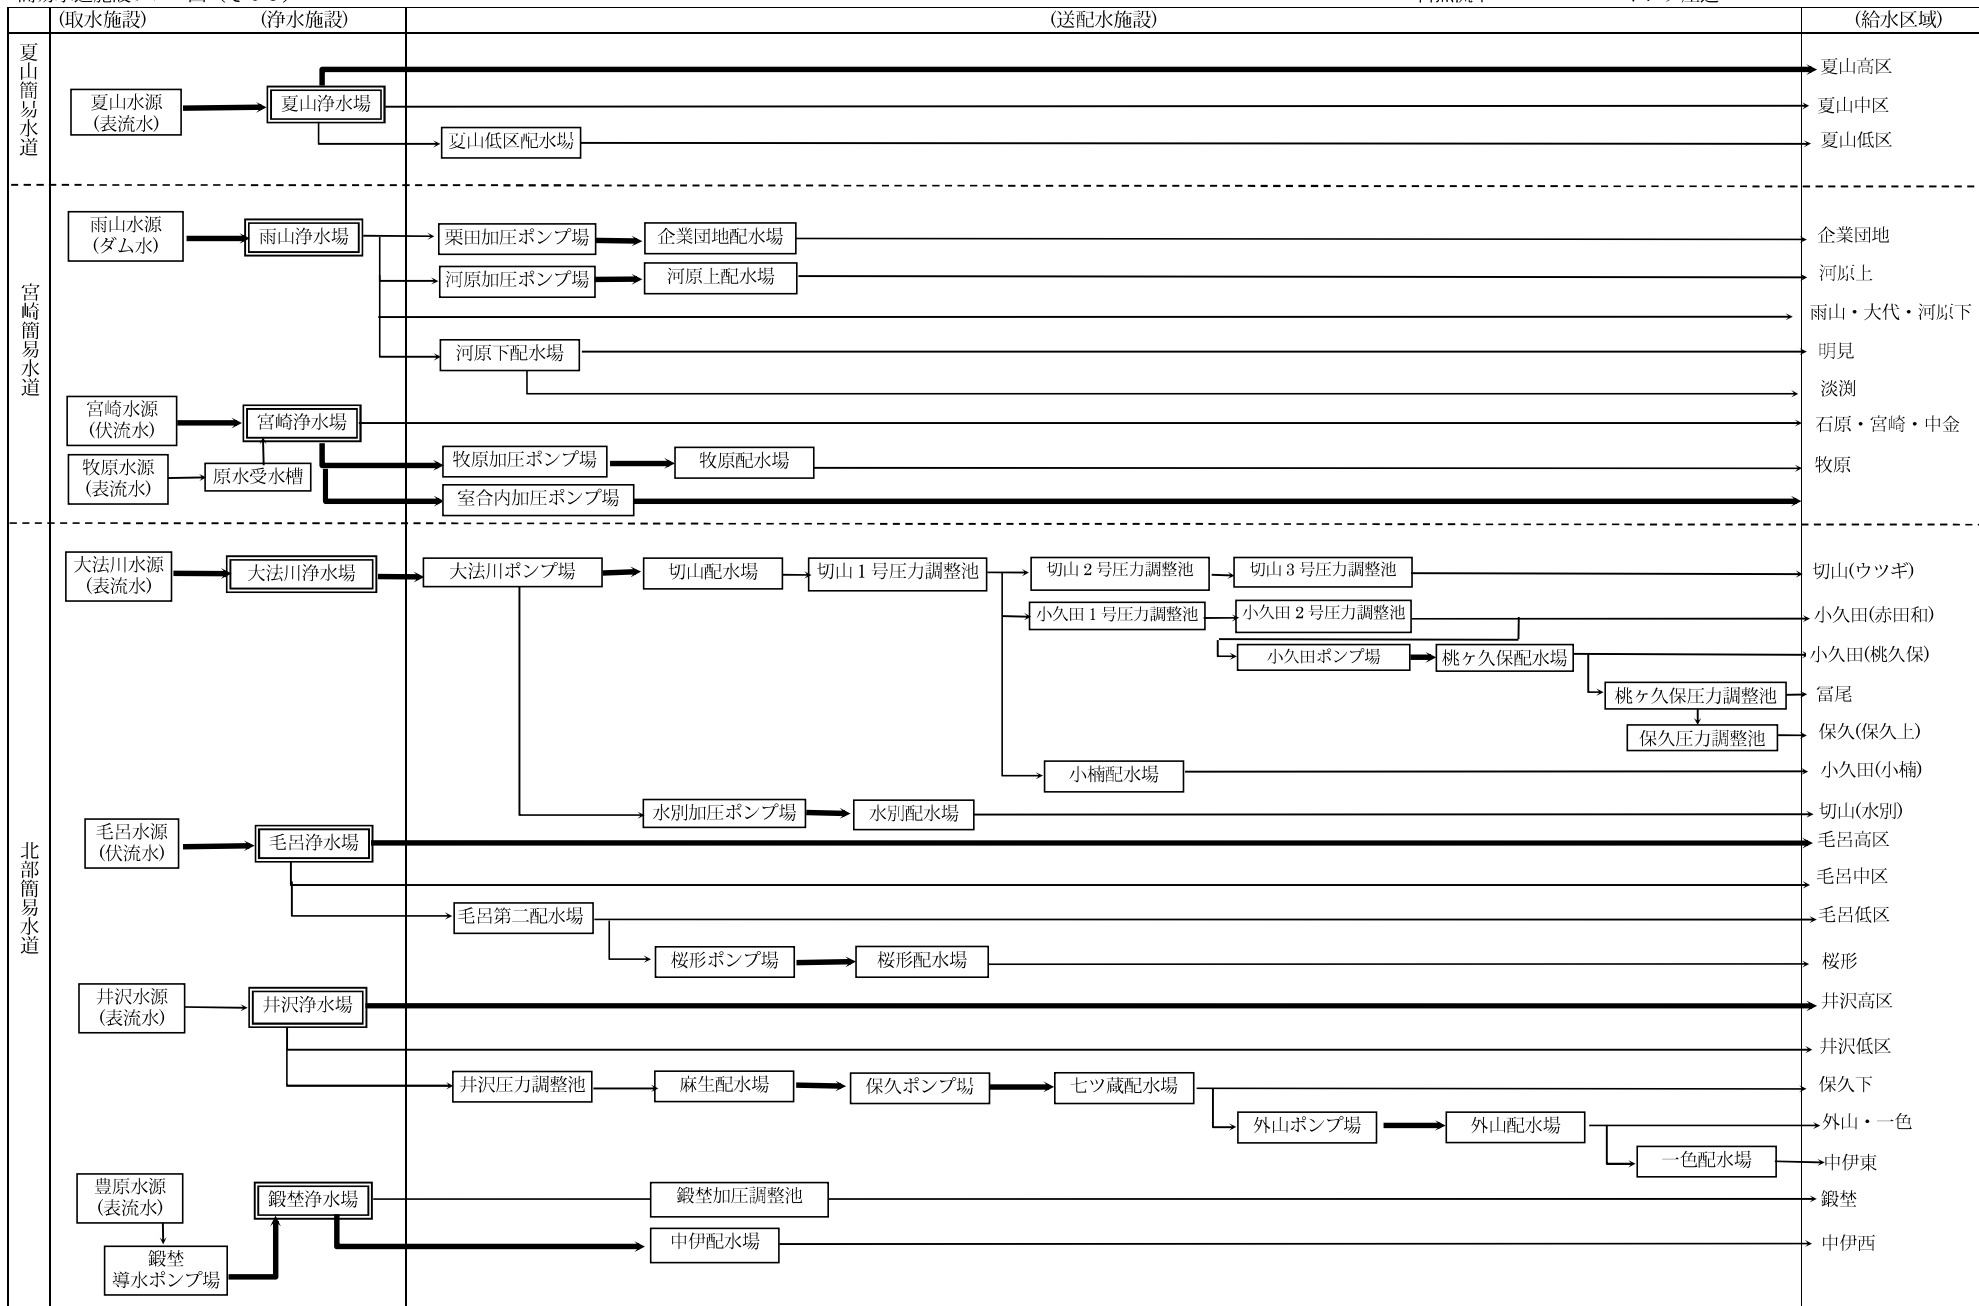 (取水施設)
(浄水施設)
(送配水施設)
(給水区域)
夏山簡易水道
夏山水源
(表流水)
夏山浄水場
夏山高区
夏山中区
夏山低区配水場
夏山低区
宮崎簡易水道
雨山水源
(ダム水)
雨山浄水場
栗田加圧ポンプ場
企業団地配水場
企業団地
河原加圧ポンプ場
河原上配水場
河原上
雨山・大代・河原下
河原下配水場
明見
淡渕
宮崎水源
(伏流水)
宮崎浄水場
石原・宮崎・中金
牧原水源
(表流水)
原水受水槽
牧原加圧ポンプ場
牧原配水場
牧原
室合内加圧ポンプ場
北部簡易水道
大法川水源
(表流水)
大法川浄水場
大法川ポンプ場
切山配水場
切山1号圧力調整池
切山2号圧力調整池
切山3号圧力調整池
切山(ウツギ)
小久田1号圧力調整池
小久田2号圧力調整池
小久田(赤田和)
小久田ポンプ場
桃ヶ久保配水場
小久田(桃久保)
桃ヶ久保圧力調整池
冨尾
保久圧力調整池
保久(保久上)
小楠配水場
小久田(小楠)
水別加圧ポンプ場
水別配水場
切山(水別)
毛呂水源
(伏流水)
毛呂浄水場
毛呂高区
毛呂中区
毛呂第二配水場
毛呂低区
桜形ポンプ場
桜形配水場
桜形
井沢水源
(表流水)
井沢浄水場
井沢高区
井沢低区
井沢圧力調整池
麻生配水場
保久ポンプ場
七ツ蔵配水場
保久下
外山ポンプ場
外山配水場
外山・一色
一色配水場
中伊東
豊原水源
(表流水)
鍛埜浄水場
鍛埜加圧調整池
鍛埜
鍛埜
導水ポンプ場
中伊配水場
中伊西